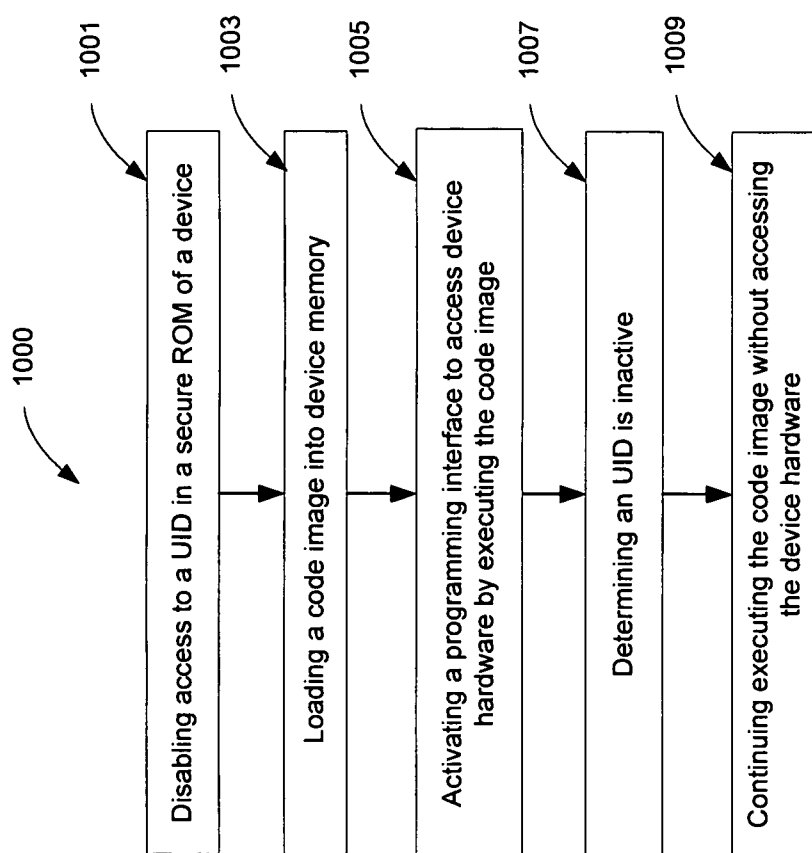 1000
1001
Disabling access to a UID in a secure ROM of a device
1003
Loading a code image into device memory
1005
Activating a programming interface to access device
hardware by executing the code image
1007
Determining an UID is inactive
1009
Continuing executing the code image without accessing
the device hardware